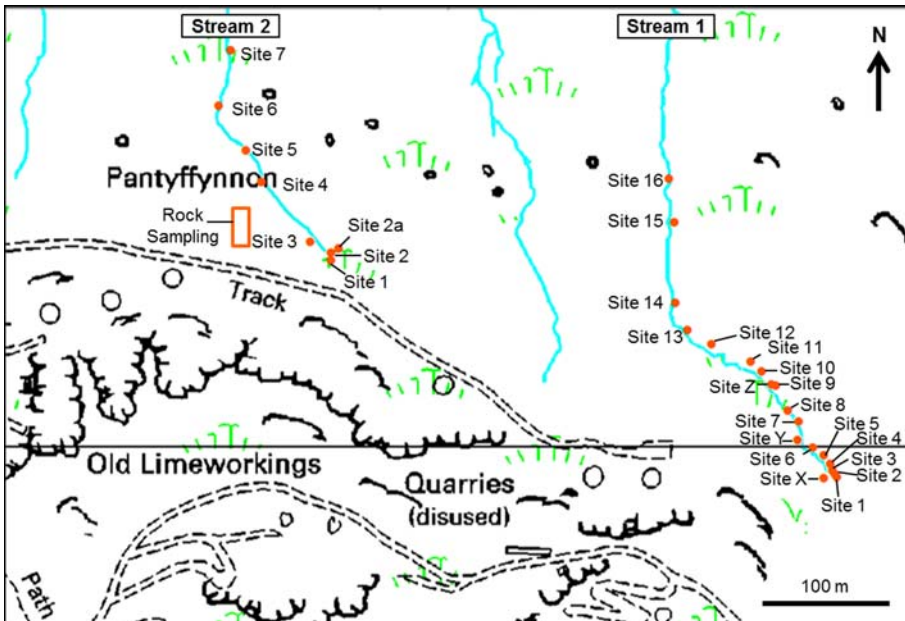 Stream 2
Stream 1
N
Site 7
Site 6
Site 5
Pantyffynnon
Site 4
Rock
Sampling
Site 3
Site 2a
Site 2
Site 1
Track
Site 16
Site 15
Site 14
Site 13
Site 12
Site 11
Site 10
Site Z
Site 9
Site 8
Site 7
Site 5
Site Y
Site 4
Site 6
Site 3
Site X
Site 2
Site 1
Old Limeworkings
Quarries
(disused)
Path
100 m